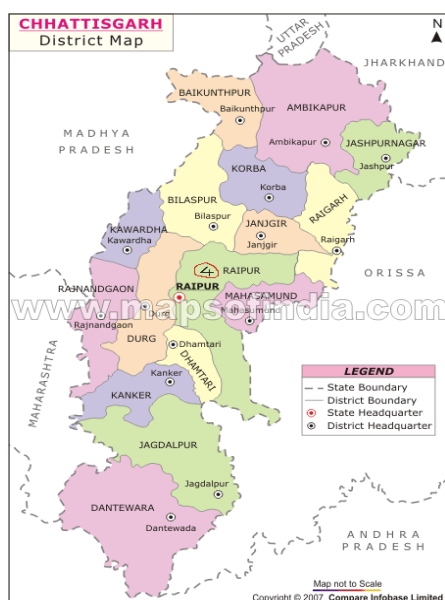 CHHATTISGARH
District Map
UTTAR
PRADESH
N
JHARKHAND
BAIKUNTHPUR
Baikunthpur
AMBIKAPUR
MADHYA
PRADESH
Ambikapur
JASHPURNAGAR
Jashpur
KORBA
Korba
BILASPUR
Bilaspur
RAIGARH
JANJGIR
Janjgir
KAWARDHA
Kawardha
Raigarh
4
RAIPUR
ORISSA
RAJNANDGAON
RAIPUR
MAHASAMUND
www.mapsofindia.com
Durg
Mahasumund
Rajnandgaon
DURG
Dhamtari
DHAMTARI
MAHARASHTRA
Kanker
KANKER
LEGEND
State Boundary
District Boundary
State Headquarter
District Headquarter
JAGDALPUR
Jagdalpur
DANTEWARA
Dantewada
ANDHRA
PRADESH
Map not to Scale
Copyright © 2007 Compare Infobase Limited